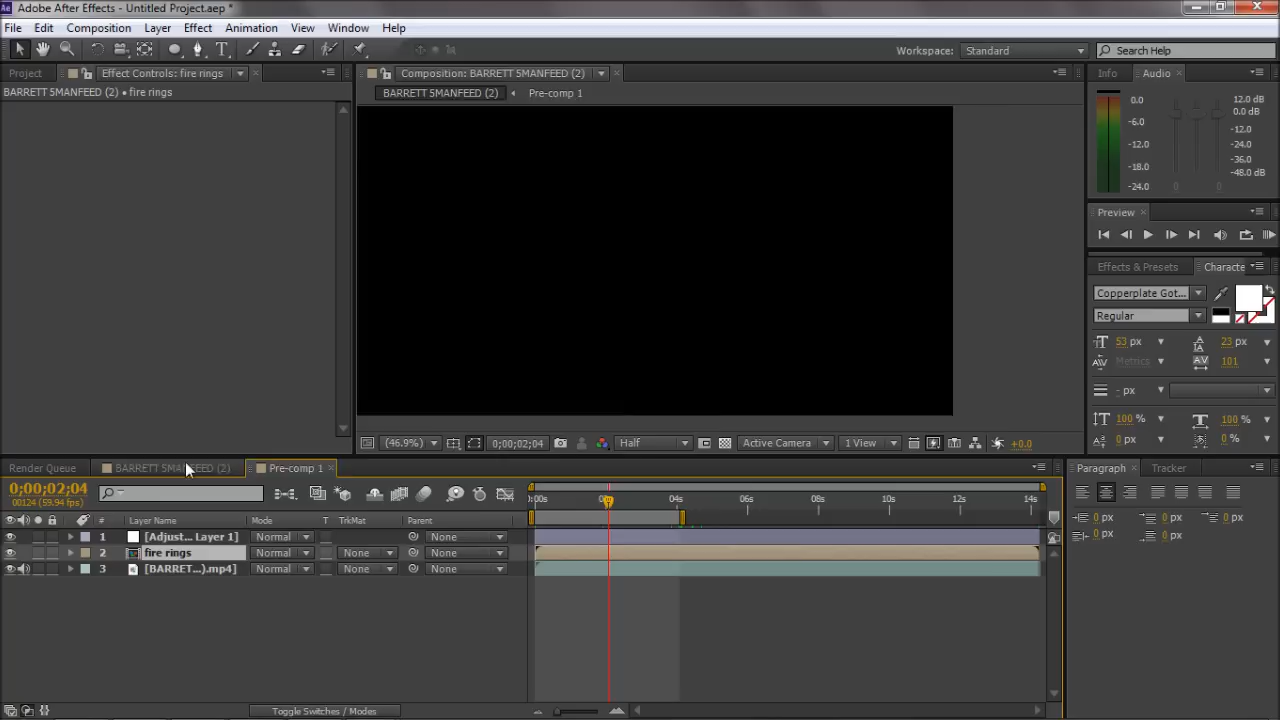 Adobe After Effects - Untitled Project.aep *
File Edit Composition Layer Effect Animation View Window Help
Workspace: Standard Search Help
Project Effect Controls: fire rings Composition: BARRETT 5MANFEED (2) Info Audio
BARRETT 5MANFEED (2) • fire rings BARRETT 5MANFEED (2) Pre-comp 1
0.0 12.0 dB
0.0 dB
-6.0 -12.0
-12.0 -24.0
-18.0 -36.0
-24.0 0 0 -48.0 dB
Preview
Effects & Presets Characte
Copperplate Got...
Regular
53 px 23 px
Metrics 101
- px
100 % 100 %
0 px 0 %
(46.9%) 0;00;02;04 Half Active Camera 1 View +0.0
Render Queue BARRETT 5MANFEED (2) Pre-comp 1 Paragraph Tracker
0;00;02;04
00124 (59.94 fps)
04s 06s 08s 10s 12s 14s
# Layer Name Mode T TrkMat Parent
1 [Adjust... Layer 1] Normal None
2 fire rings Normal None None
3 [BARRET...).mp4] Normal None None
0 px 0 px 0 px
0 px 0 px
Toggle Switches / Modes